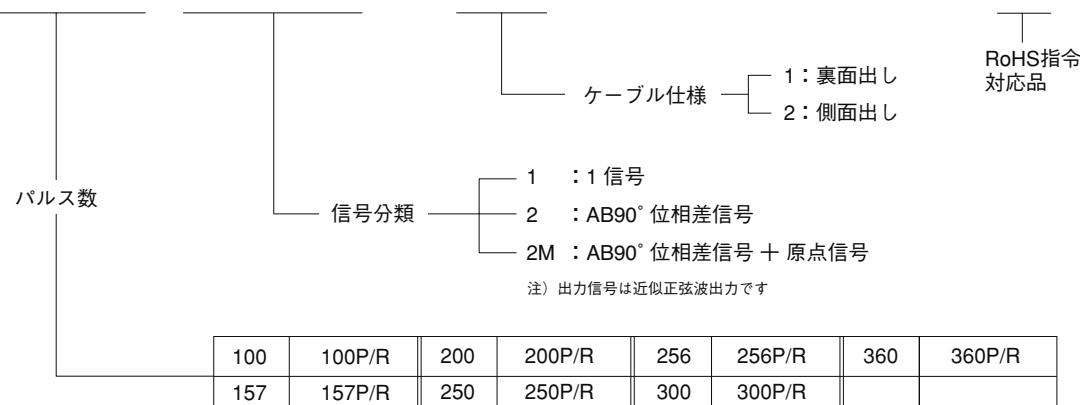 RoHS指令
対応品
ケーブル仕様
1：裏面出し
2：側面出し
パルス数
信号分類
1 ：1 信号
2 ：AB90°位相差信号
2M ：AB90°位相差信号 ＋ 原点信号
注）出力信号は近似正弦波出力です
100 100P/R 200 200P/R 256 256P/R 360 360P/R
157 157P/R 250 250P/R 300 300P/R